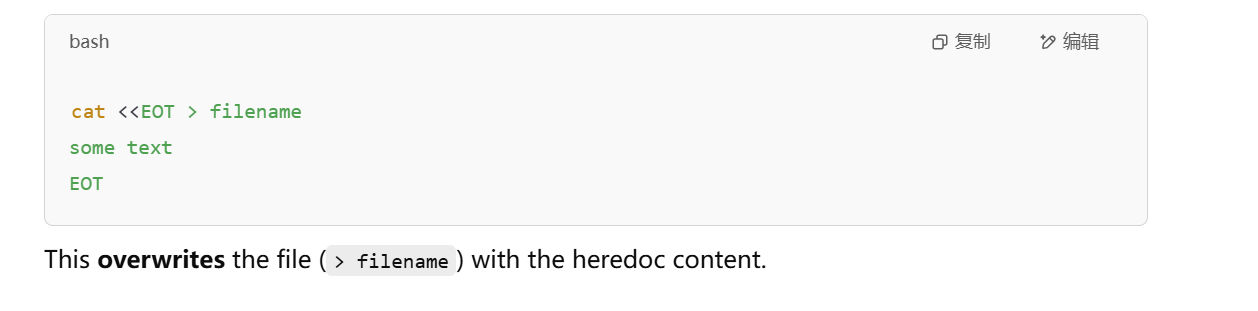 bash 复制 编辑
cat <<EOT > filename
some text
EOT
This overwrites the file ( > filename ) with the heredoc content.